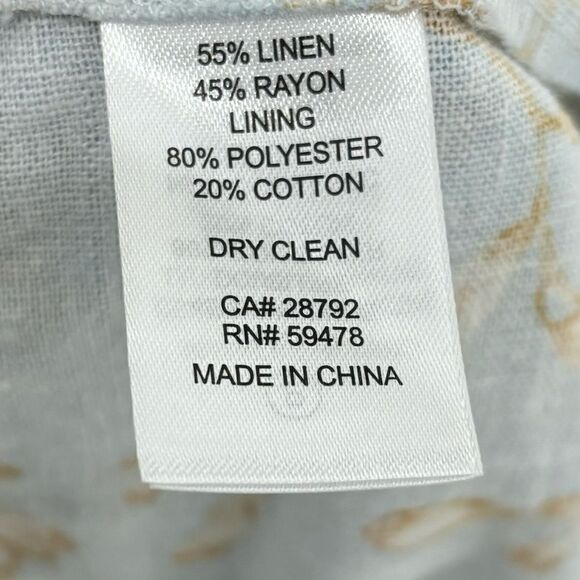 55% LINEN
45% RAYON
LINING
80% POLYESTER
20% COTTON
DRY CLEAN
CA# 28792
RN# 59478
MADE IN CHINA